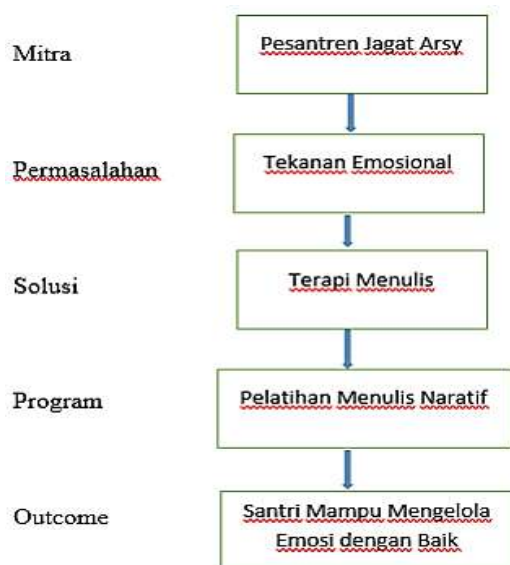 Mitra
Pesantren Jagat Arsy
Permasalahan
Tekanan Emosional
Solusi
Terapi Menulis
Program
Pelatihan Menulis Naratif
Outcome
Santri Mampu Mengelola
Emosi dengan Baik